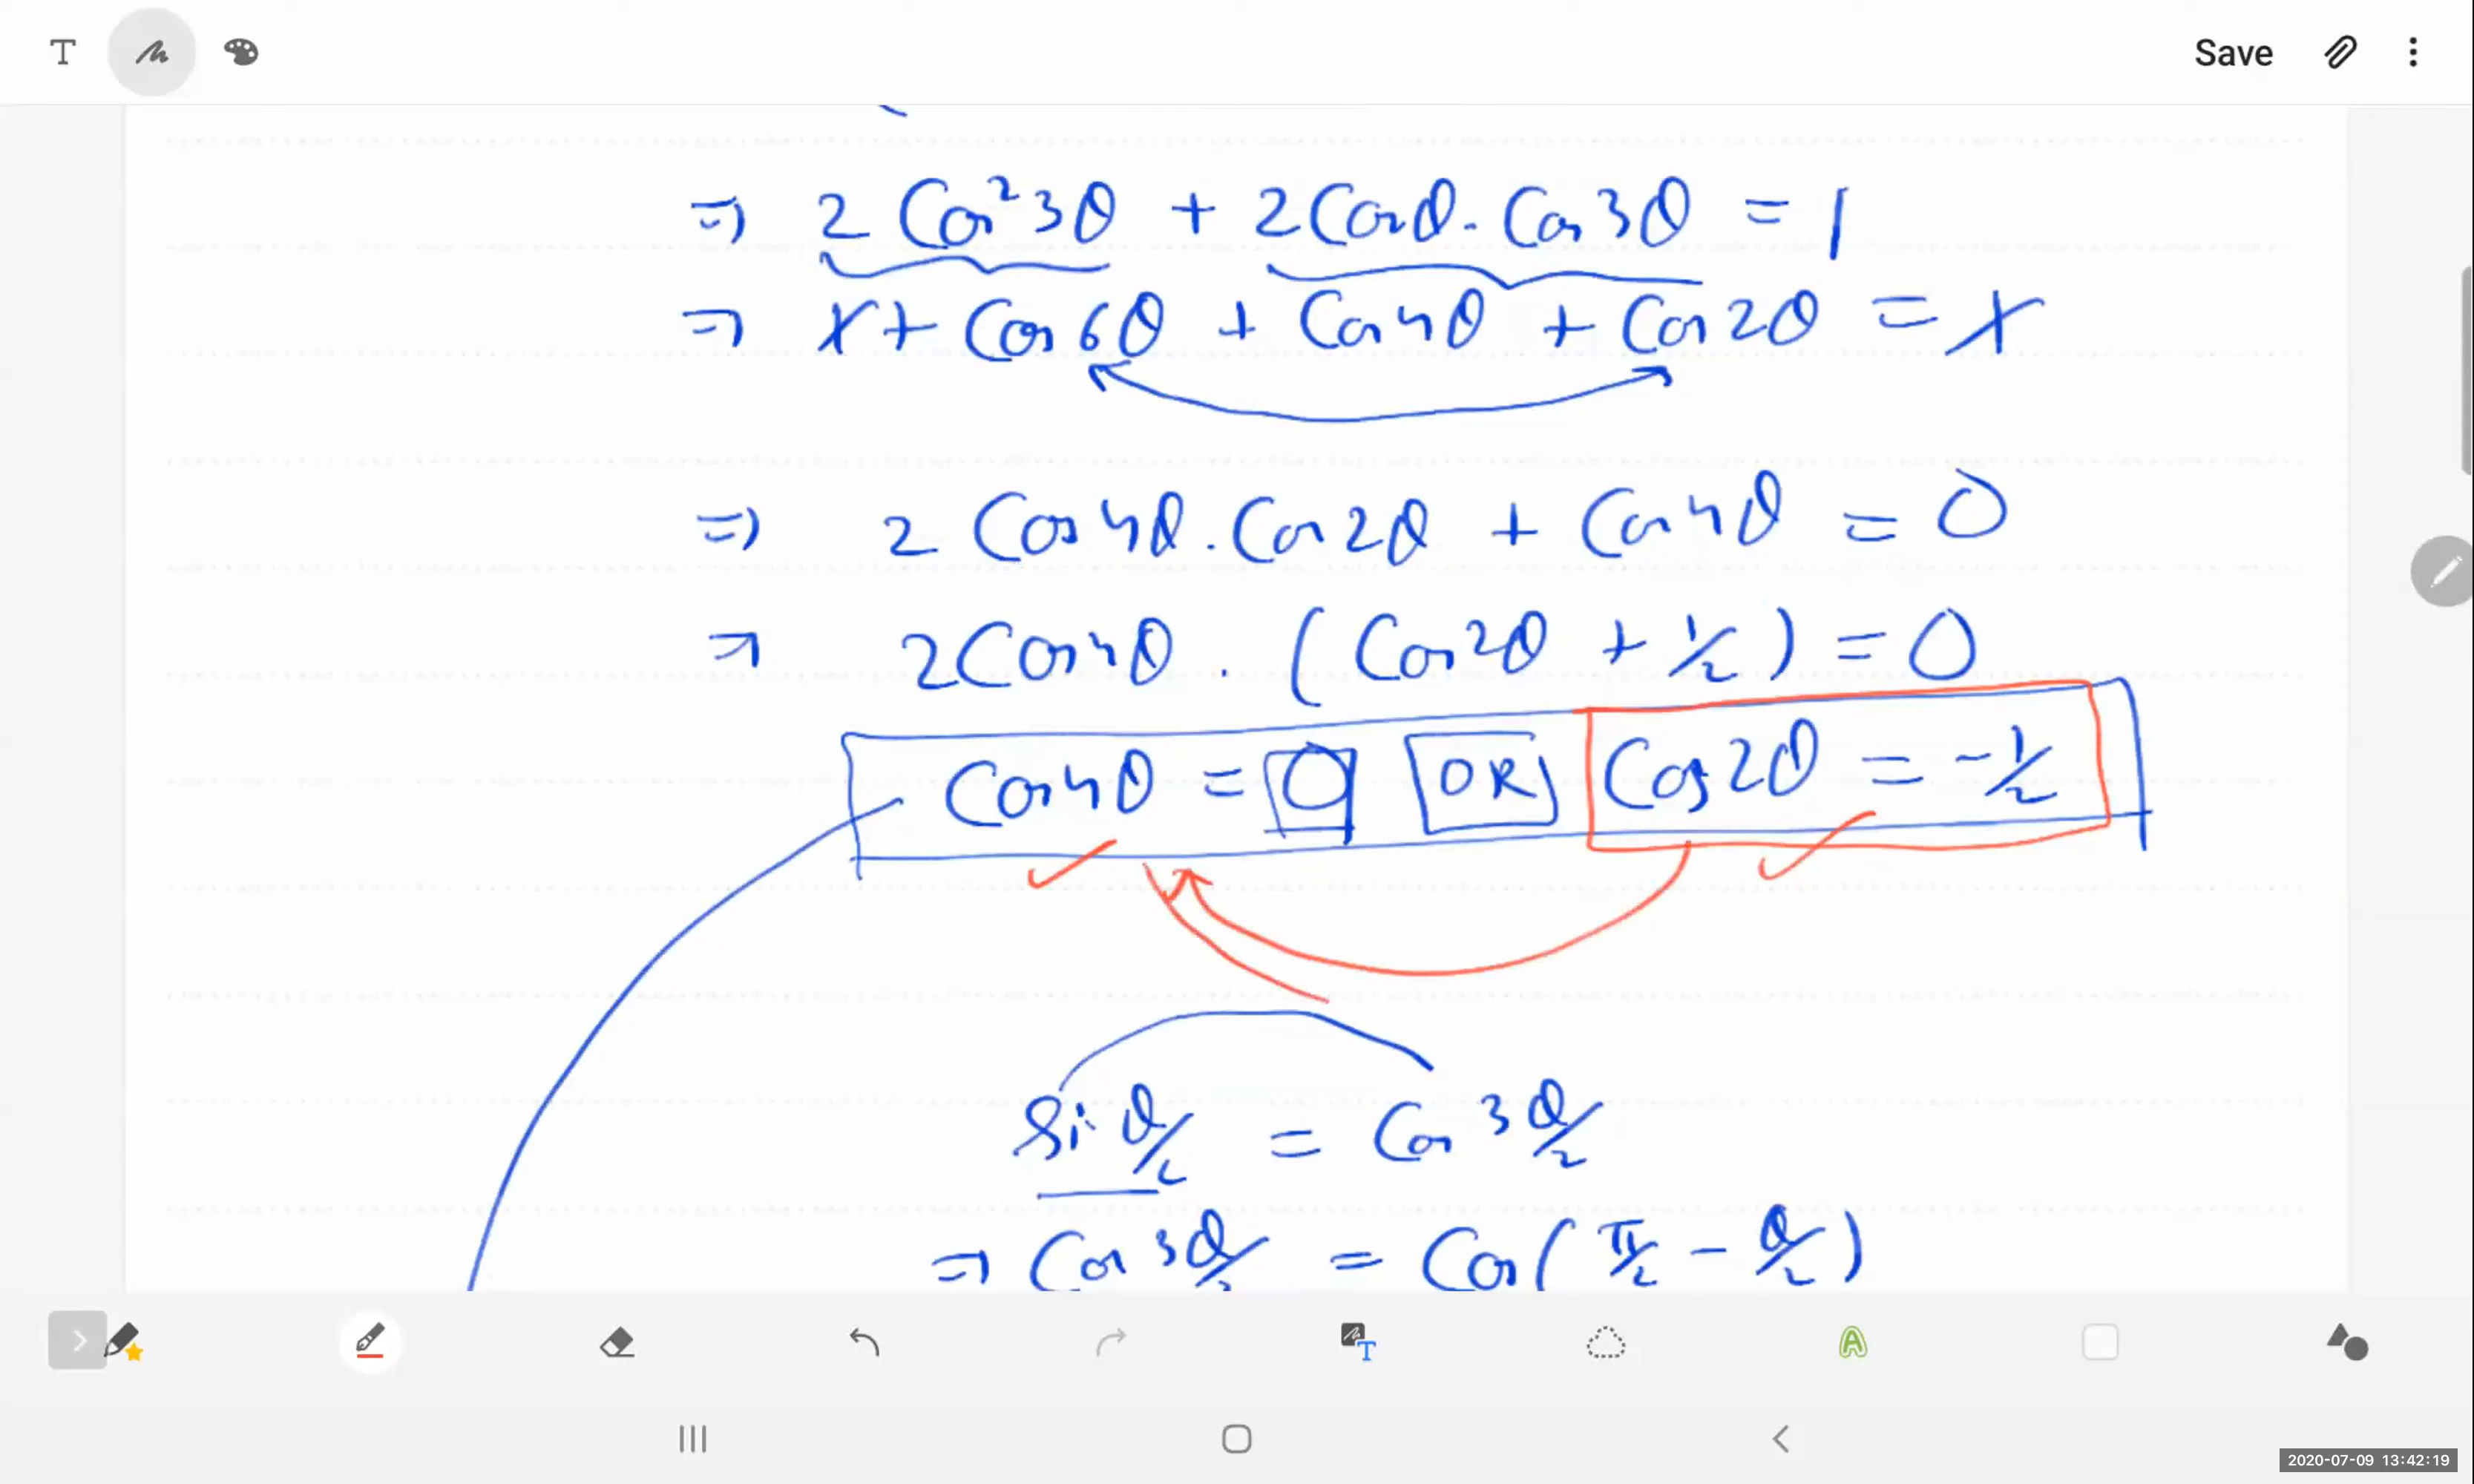 T Save
=) 2 Cos²3θ + 2Cosθ. Cos3θ = 1
=) 1 + Cos6θ + Cos4θ + Cos2θ = 1
=) 2 Cos4θ . Cos2θ + Cos4θ = 0
=) 2Cos4θ . (Cos2θ + 1/2) = 0
Cos4θ = 0 OR Cos2θ = -1/2
Sin θ/2 = Cos 3θ/2
=) Cos 3θ/2 = Cos(π/2 - θ/2)
T A
2020-07-09 13:42:19